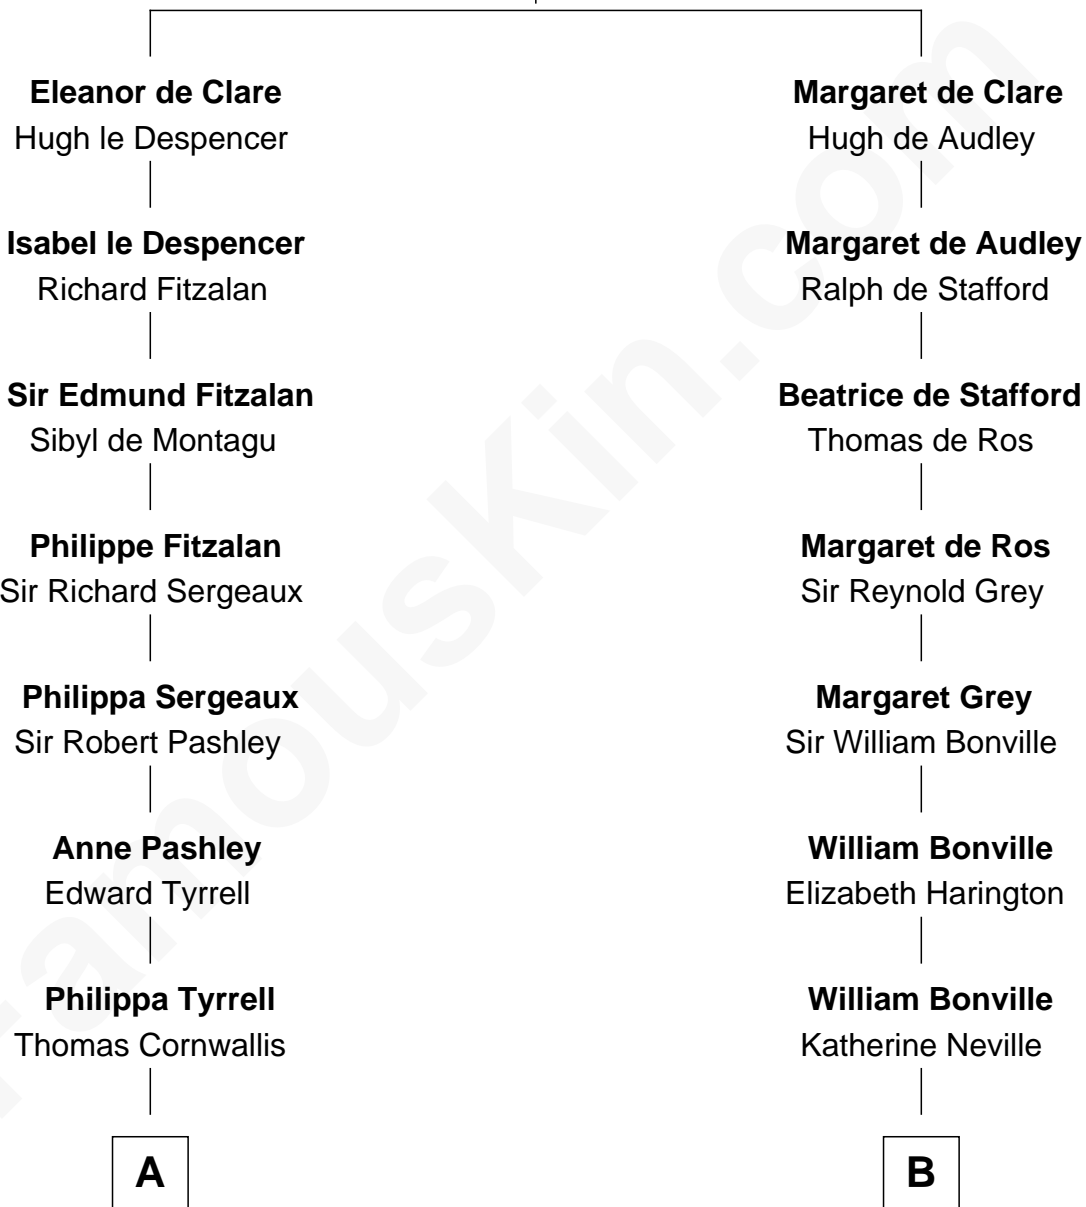 Eleanor de Clare
Hugh le Despencer
Isabel le Despencer
Richard Fitzalan
Sir Edmund Fitzalan
Sibyl de Montagu
Philippe Fitzalan
Sir Richard Sergeaux
Philippa Sergeaux
Sir Robert Pashley
Anne Pashley
Edward Tyrrell
Philippa Tyrrell
Thomas Cornwallis
A
Margaret de Clare
Hugh de Audley
Margaret de Audley
Ralph de Stafford
Beatrice de Stafford
Thomas de Ros
Margaret de Ros
Sir Reynold Grey
Margaret Grey
Sir William Bonville
William Bonville
Elizabeth Harington
William Bonville
Katherine Neville
B
FamousKin.com